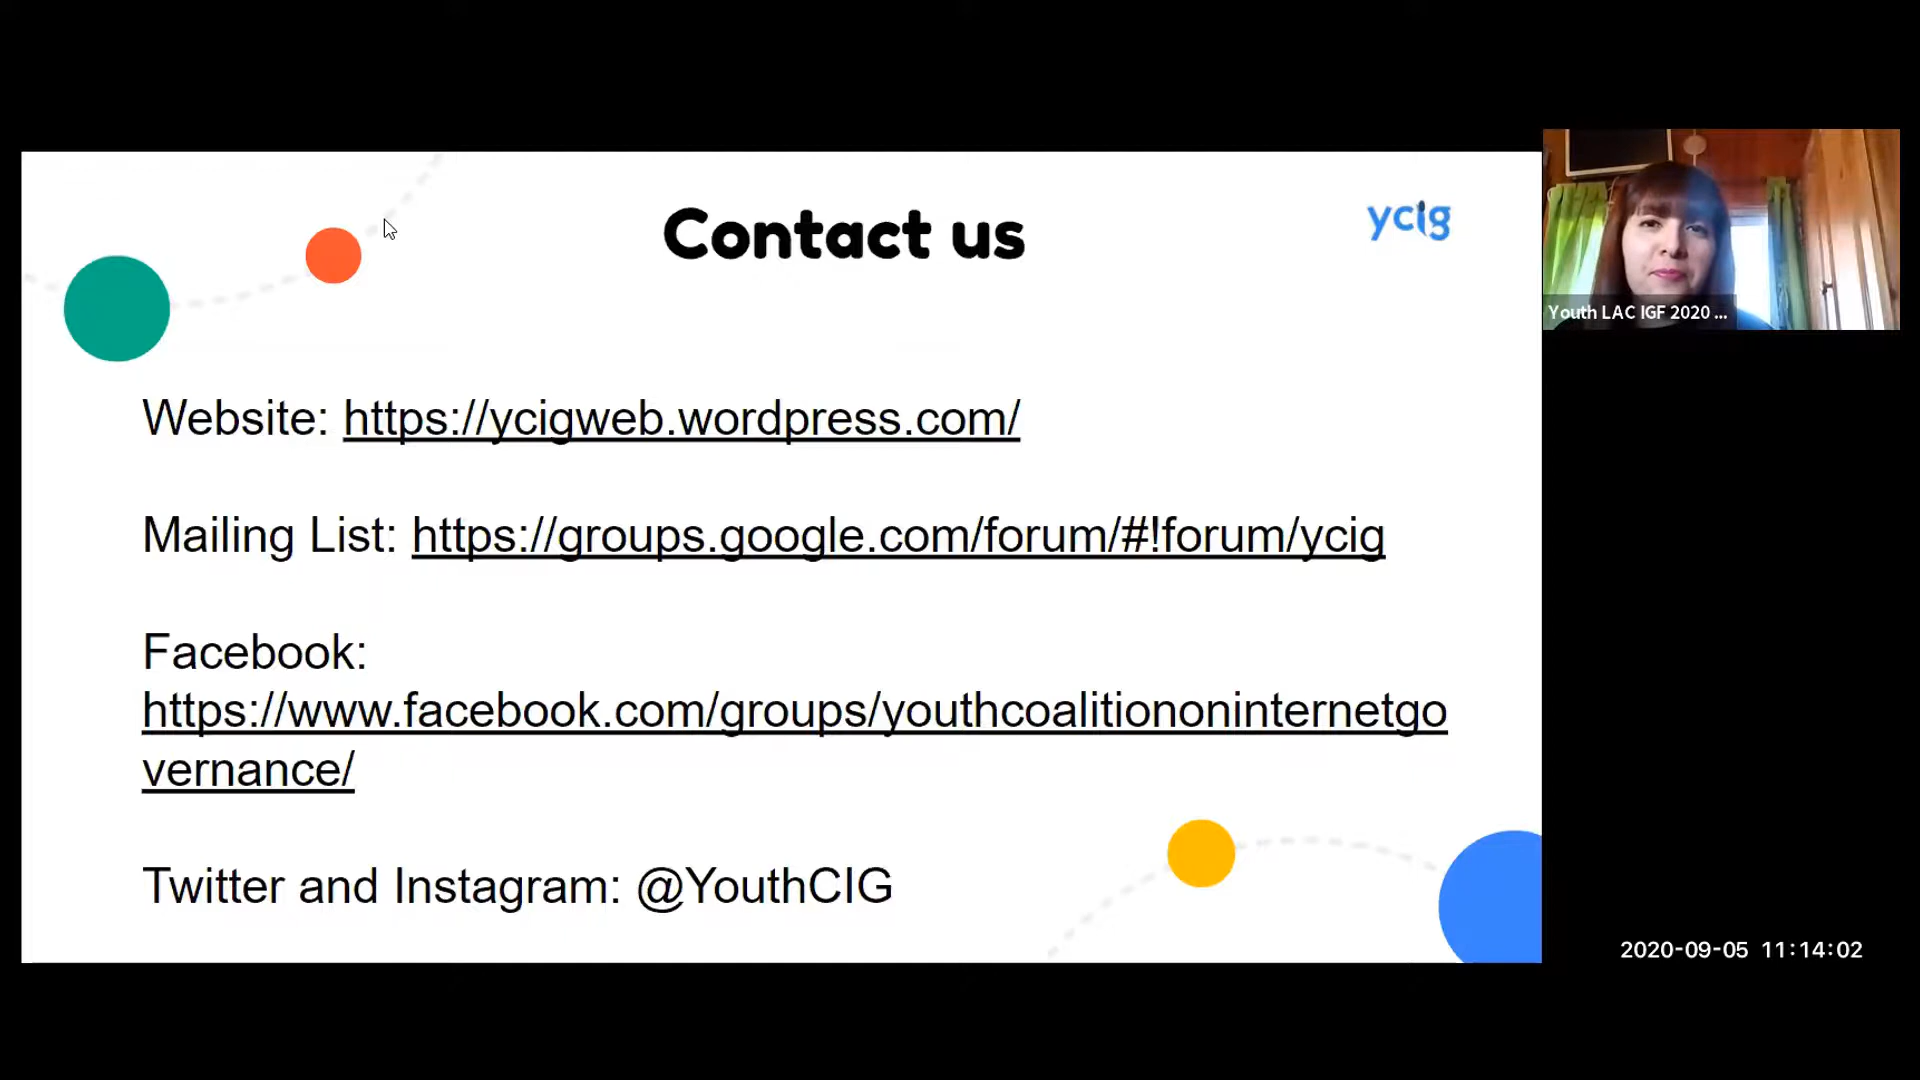 Contact us
ycig
Website: https://ycigweb.wordpress.com/
Mailing List: https://groups.google.com/forum/#!forum/ycig
Facebook:
https://www.facebook.com/groups/youthcoalitiononinternetgo
vernance/
Twitter and Instagram: @YouthCIG
Youth LAC IGF 2020 ...
2020-09-05 11:14:02